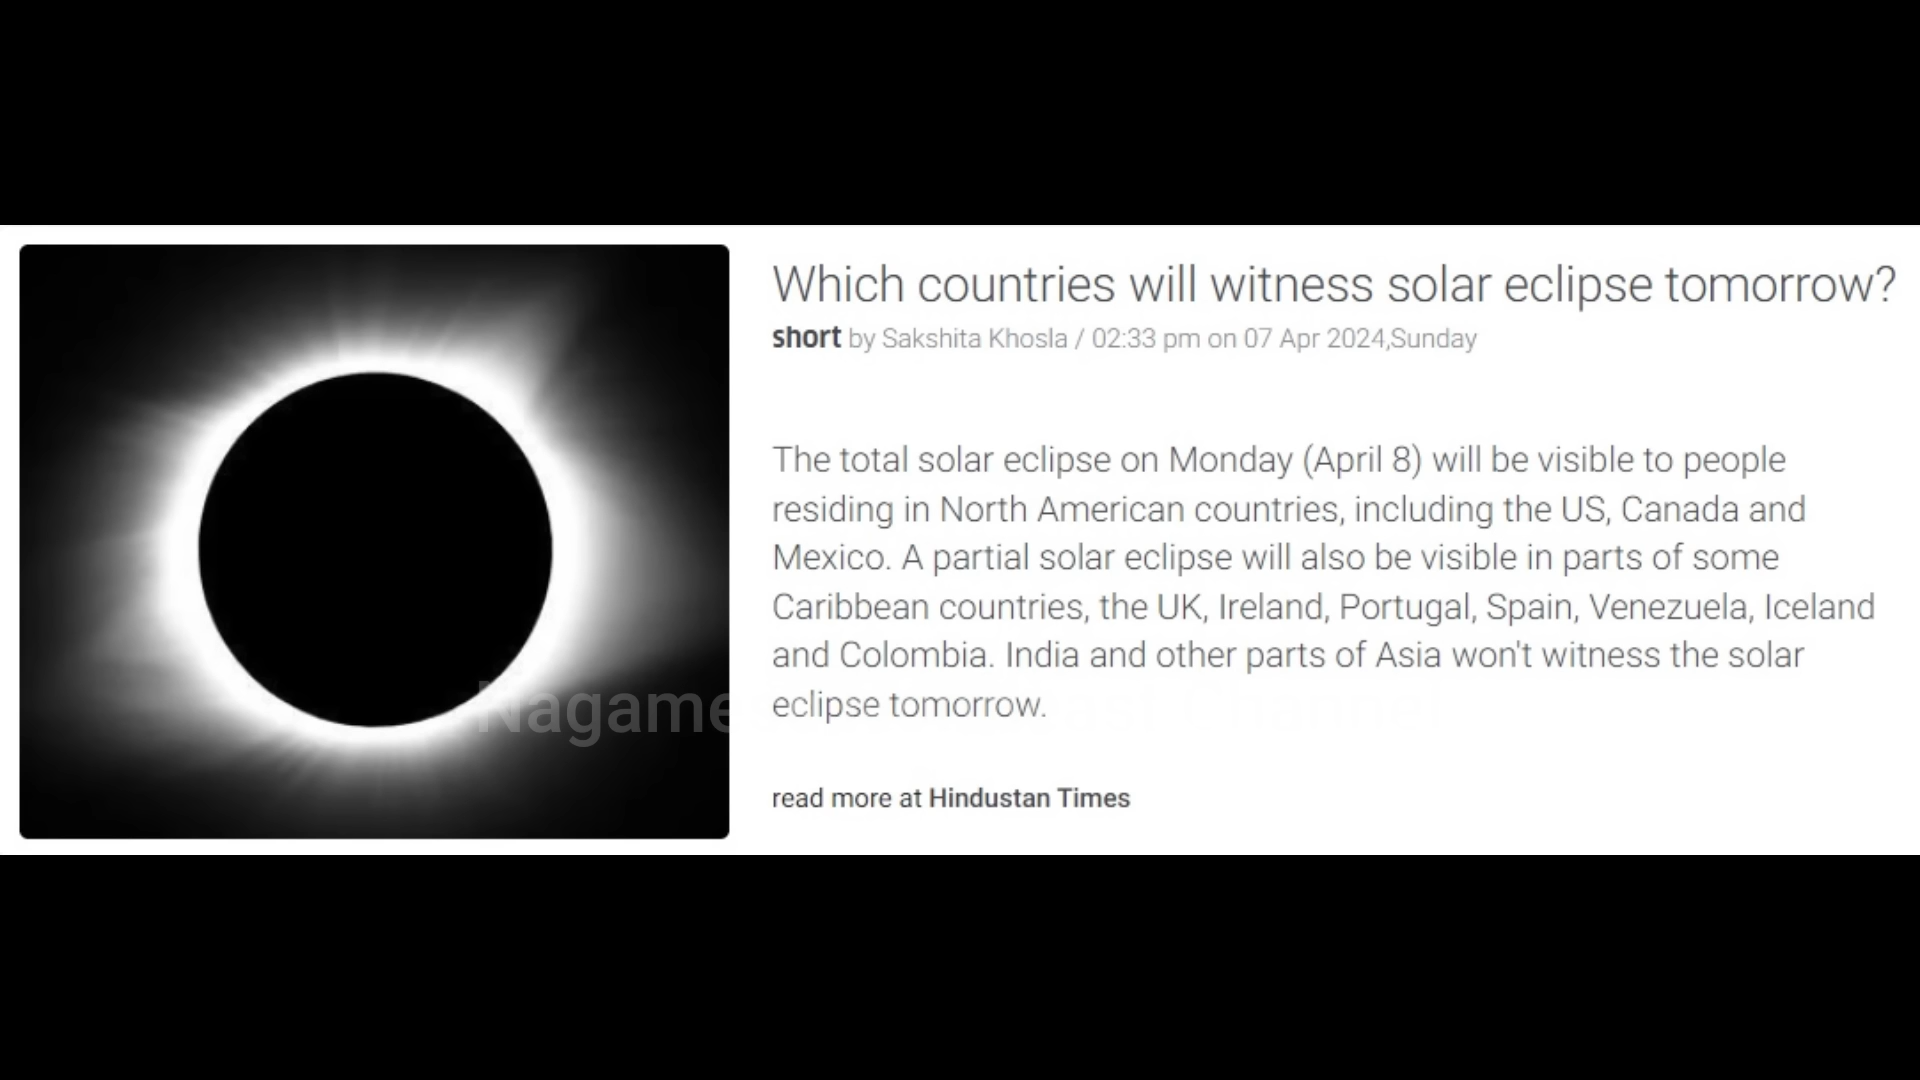 Which countries will witness solar eclipse tomorrow?
short by Sakshita Khosla / 02:33 pm on 07 Apr 2024,Sunday
The total solar eclipse on Monday (April 8) will be visible to people
residing in North American countries, including the US, Canada and
Mexico. A partial solar eclipse will also be visible in parts of some
Caribbean countries, the UK, Ireland, Portugal, Spain, Venezuela, Iceland
and Colombia. India and other parts of Asia won't witness the solar
eclipse tomorrow.
read more at Hindustan Times